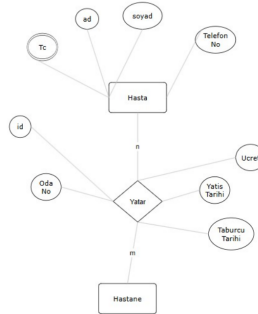 soyad
ad
Telefon
No
Tc
Hasta
id
n
Ucret
Oda
No
Yatis
Tarihi
Yatar
Taburcu
Tarihi
m
Hastane